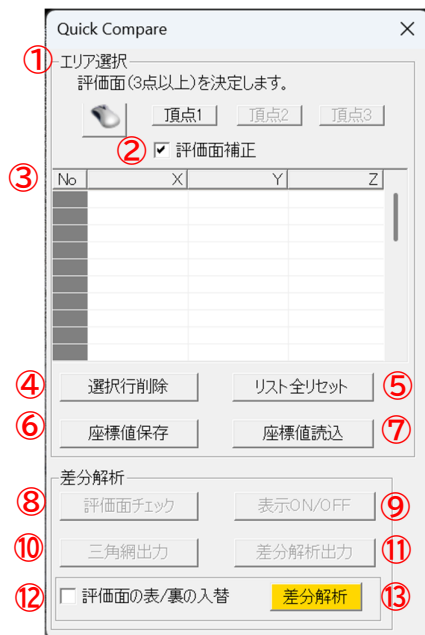 Quick Compare
① エリア選択
評価面(3点以上)を決定します。
頂点1 頂点2 頂点3
② 評価面補正
③ No X Y Z
④ 選択行削除 リスト全リセット ⑤
⑥ 座標値保存 座標値読込 ⑦
差分解析
⑧ 評価面チェック 表示ON/OFF ⑨
⑩ 三角網出力 差分解析出力 ⑪
⑫ 評価面の表/裏の入替 差分解析 ⑬